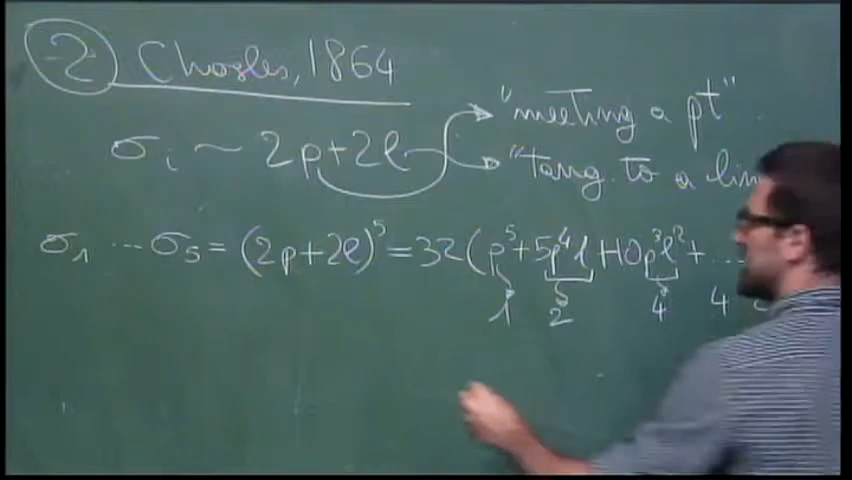 2 Chasles, 1864
"meeting a pt"
σi ~ 2p+2l
"Tang. to a lin
σ1 ... σ5 = (2p+2l)^5 = 32 (p^5+5p^4l+10p^3l^2+ ....
1 2 4 4